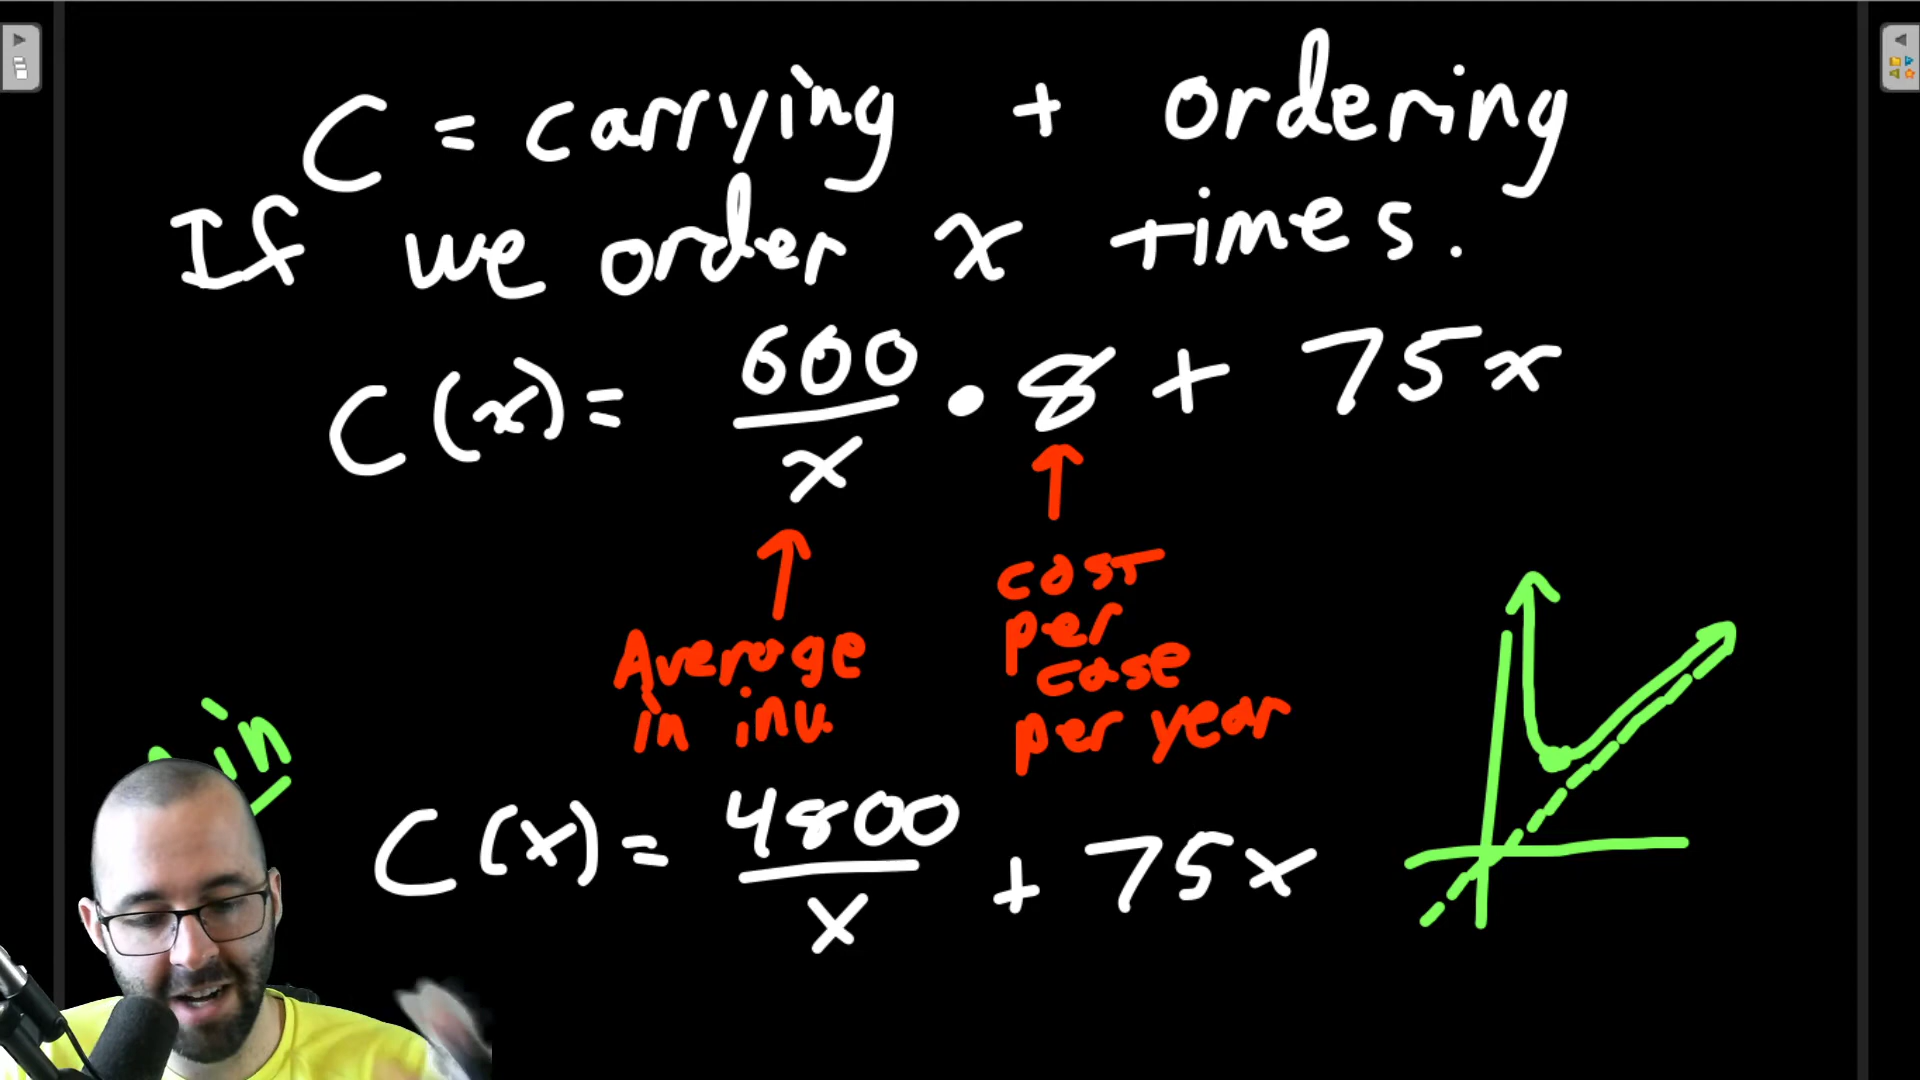 C = carrying + ordering
If we order x times.
C(x) = 600/x • 8 + 75x
Average in inv.
cost per case per year
C(x) = 4800/x + 75x